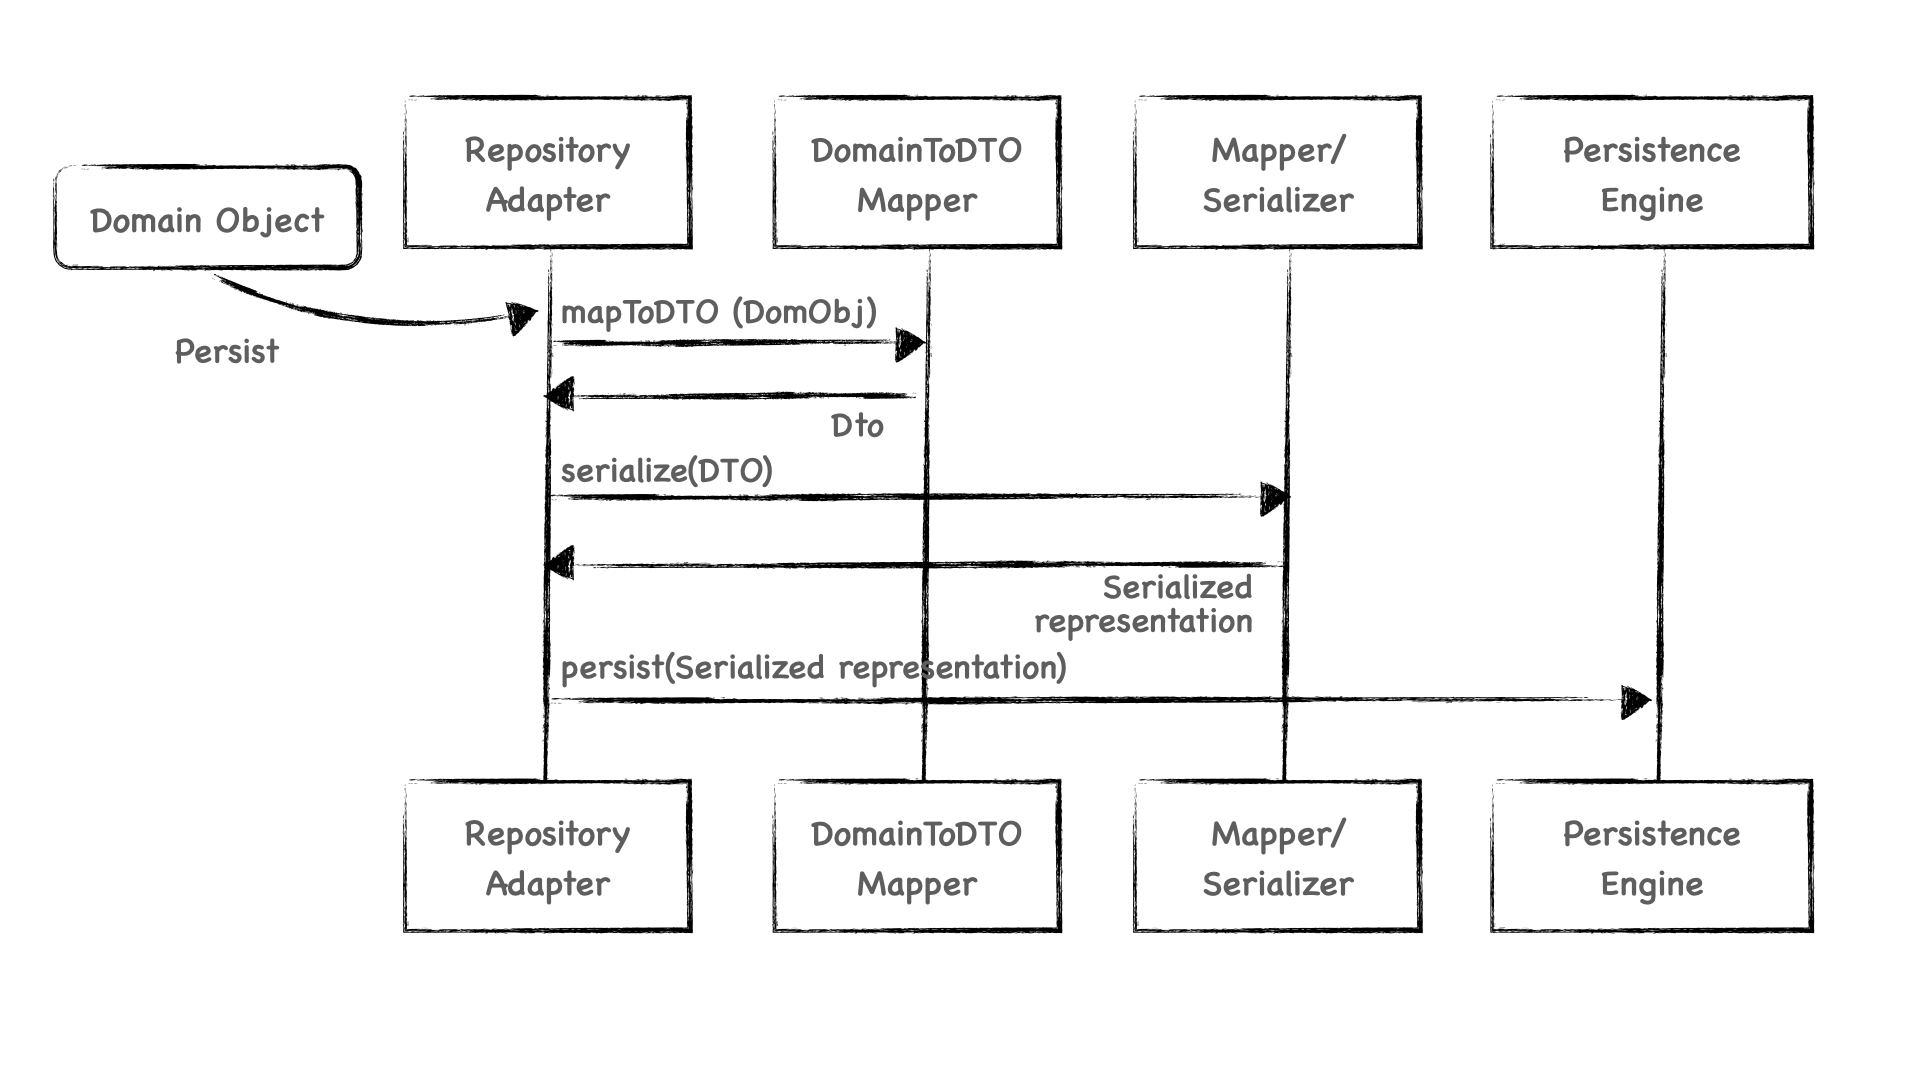 Repository
Adapter
DomainToDTO
Mapper
Mapper/
Serializer
Persistence
Engine
Domain Object
Persist
mapToDTO (DomObj)
Dto
serialize(DTO)
Serialized
representation
persist(Serialized representation)
Repository
Adapter
DomainToDTO
Mapper
Mapper/
Serializer
Persistence
Engine